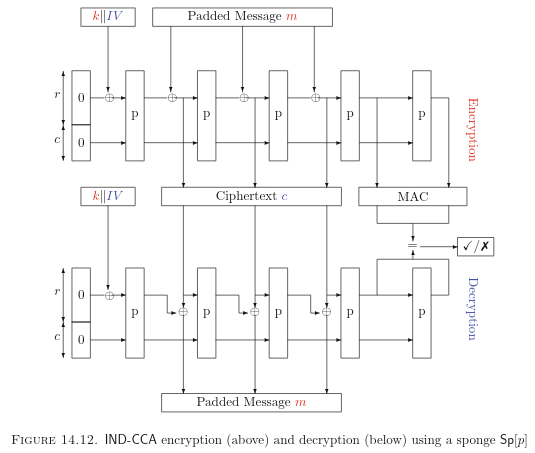 k||IV
Padded Message m
r
0
p
p
p
p
p
c
0
Encryption
k||IV
Ciphertext c
MAC
=
✓/✗
r
0
p
p
p
p
p
c
0
Decryption
Padded Message m
FIGURE 14.12. IND-CCA encryption (above) and decryption (below) using a sponge Sp[p]